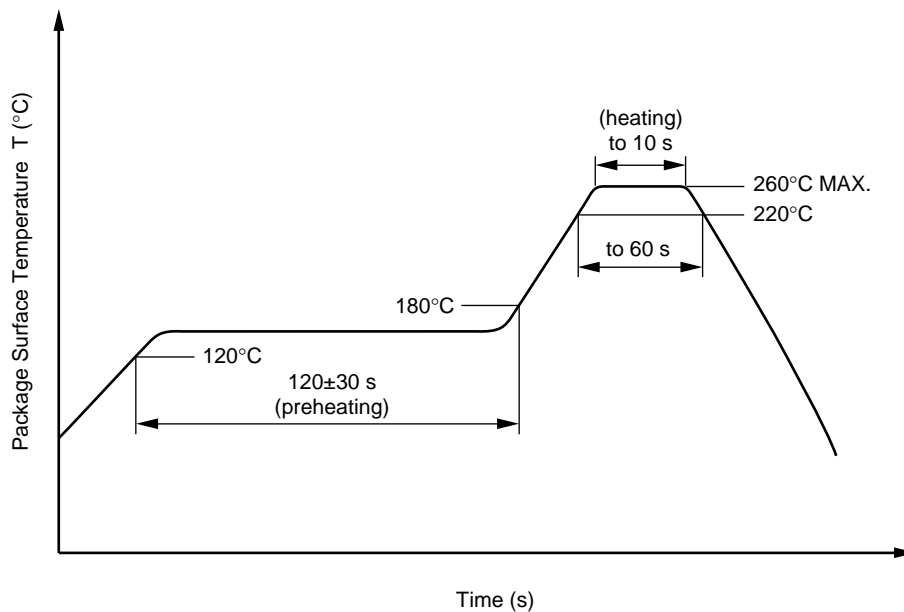 Package Surface Temperature T (°C)
(heating)
to 10 s
260°C MAX.
220°C
to 60 s
180°C
120°C
120±30 s
(preheating)
Time (s)